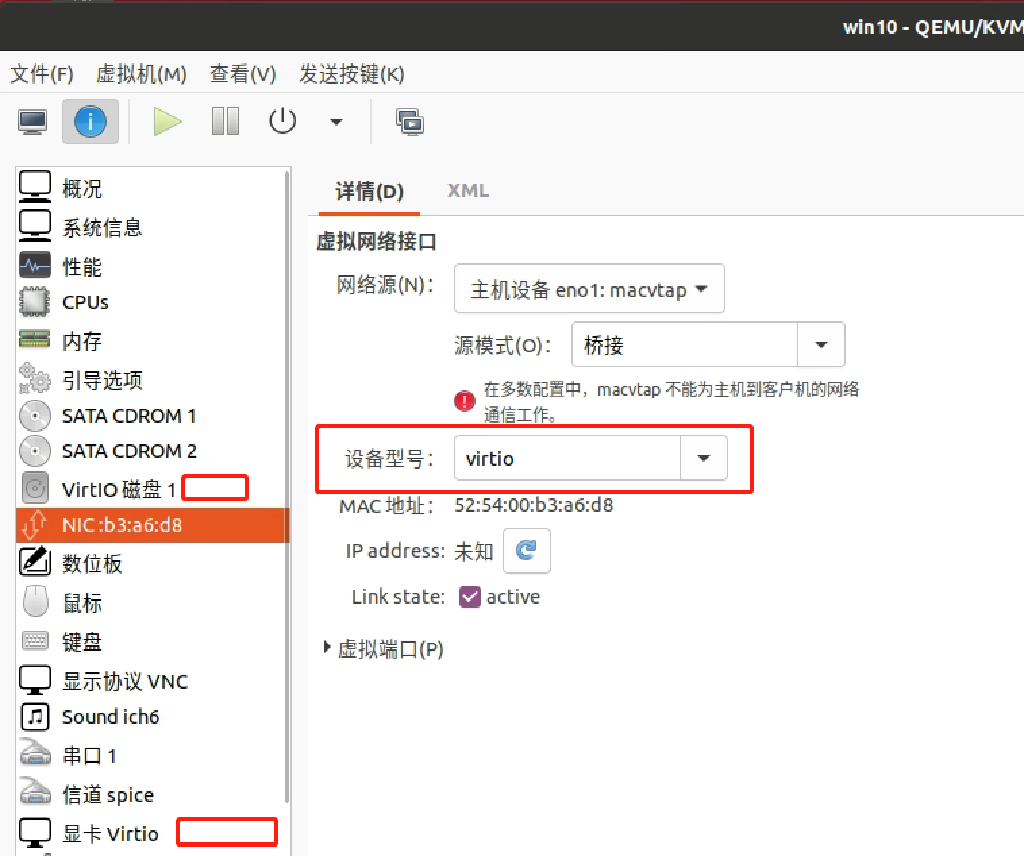 win10 - QEMU/KVM
文件(F) 虚拟机(M) 查看(V) 发送按键(K)
概况
系统信息
性能
CPUs
内存
引导选项
SATA CDROM 1
SATA CDROM 2
VirtIO 磁盘 1
NIC :b3:a6:d8
数位板
鼠标
键盘
显示协议 VNC
Sound ich6
串口 1
信道 spice
显卡 Virtio
详情(D) XML
虚拟网络接口
网络源(N)： 主机设备 eno1: macvtap
源模式(O)： 桥接
在多数配置中，macvtap 不能为主机到客户机的网络
通信工作。
设备型号： virtio
MAC 地址： 52:54:00:b3:a6:d8
IP address: 未知
Link state: active
虚拟端口(P)